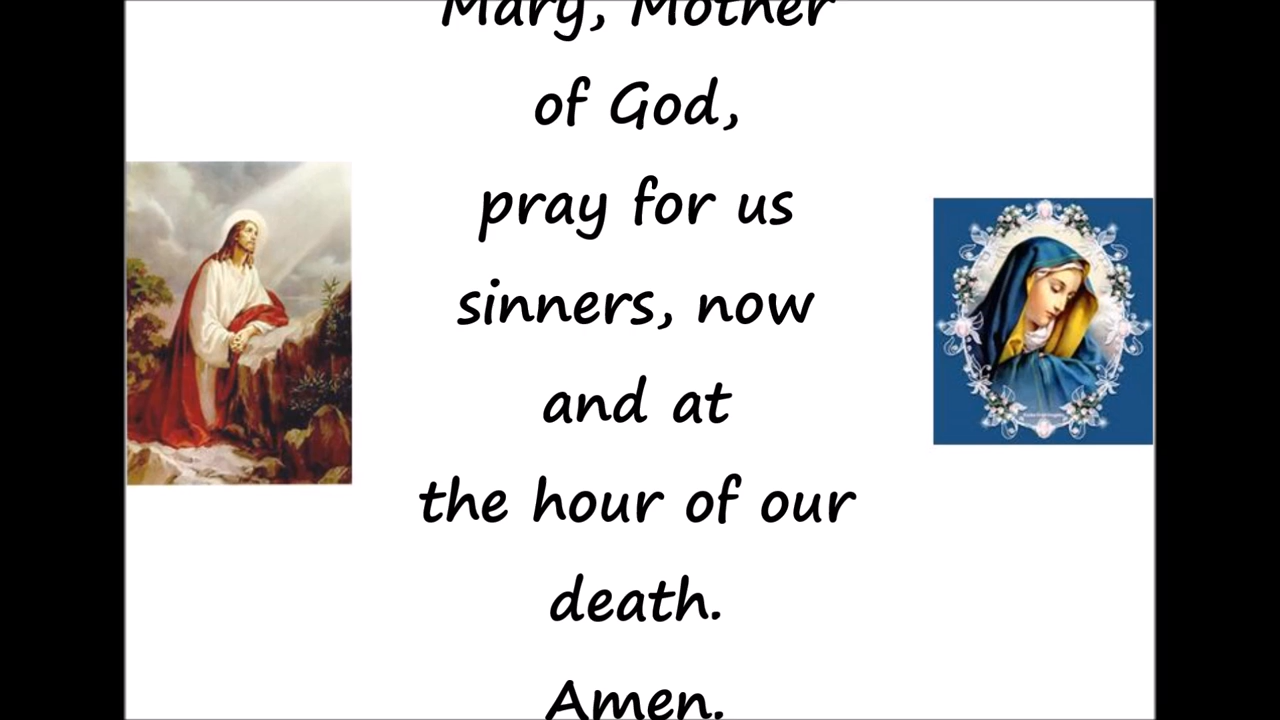 Mary, Mother
of God,
pray for us
sinners, now
and at
the hour of our
death.
Amen.